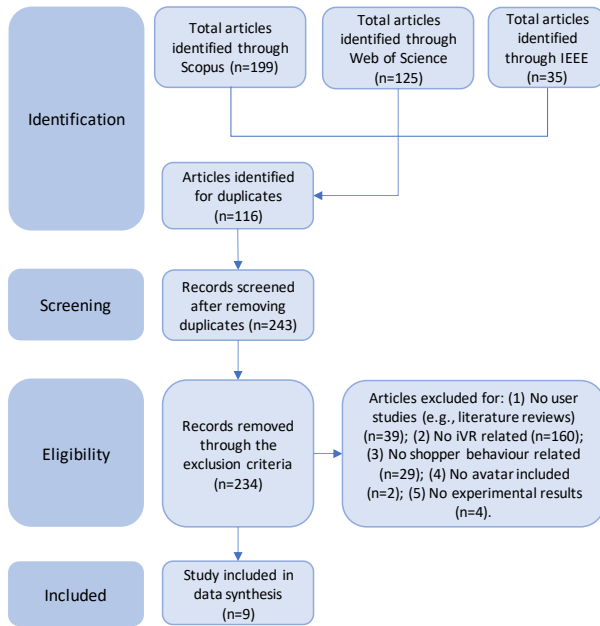 Identification
Total articles
identified through
Scopus (n=199)
Total articles
identified through
Web of Science
(n=125)
Total articles
identified
through IEEE
(n=35)
Articles identified
for duplicates
(n=116)
Screening
Records screened
after removing
duplicates (n=243)
Eligibility
Records removed
through the
exclusion criteria
(n=234)
Articles excluded for: (1) No user
studies (e.g., literature reviews)
(n=39); (2) No iVR related (n=160);
(3) No shopper behaviour related
(n=29); (4) No avatar included
(n=2); (5) No experimental results
(n=4).
Included
Study included in
data synthesis
(n=9)